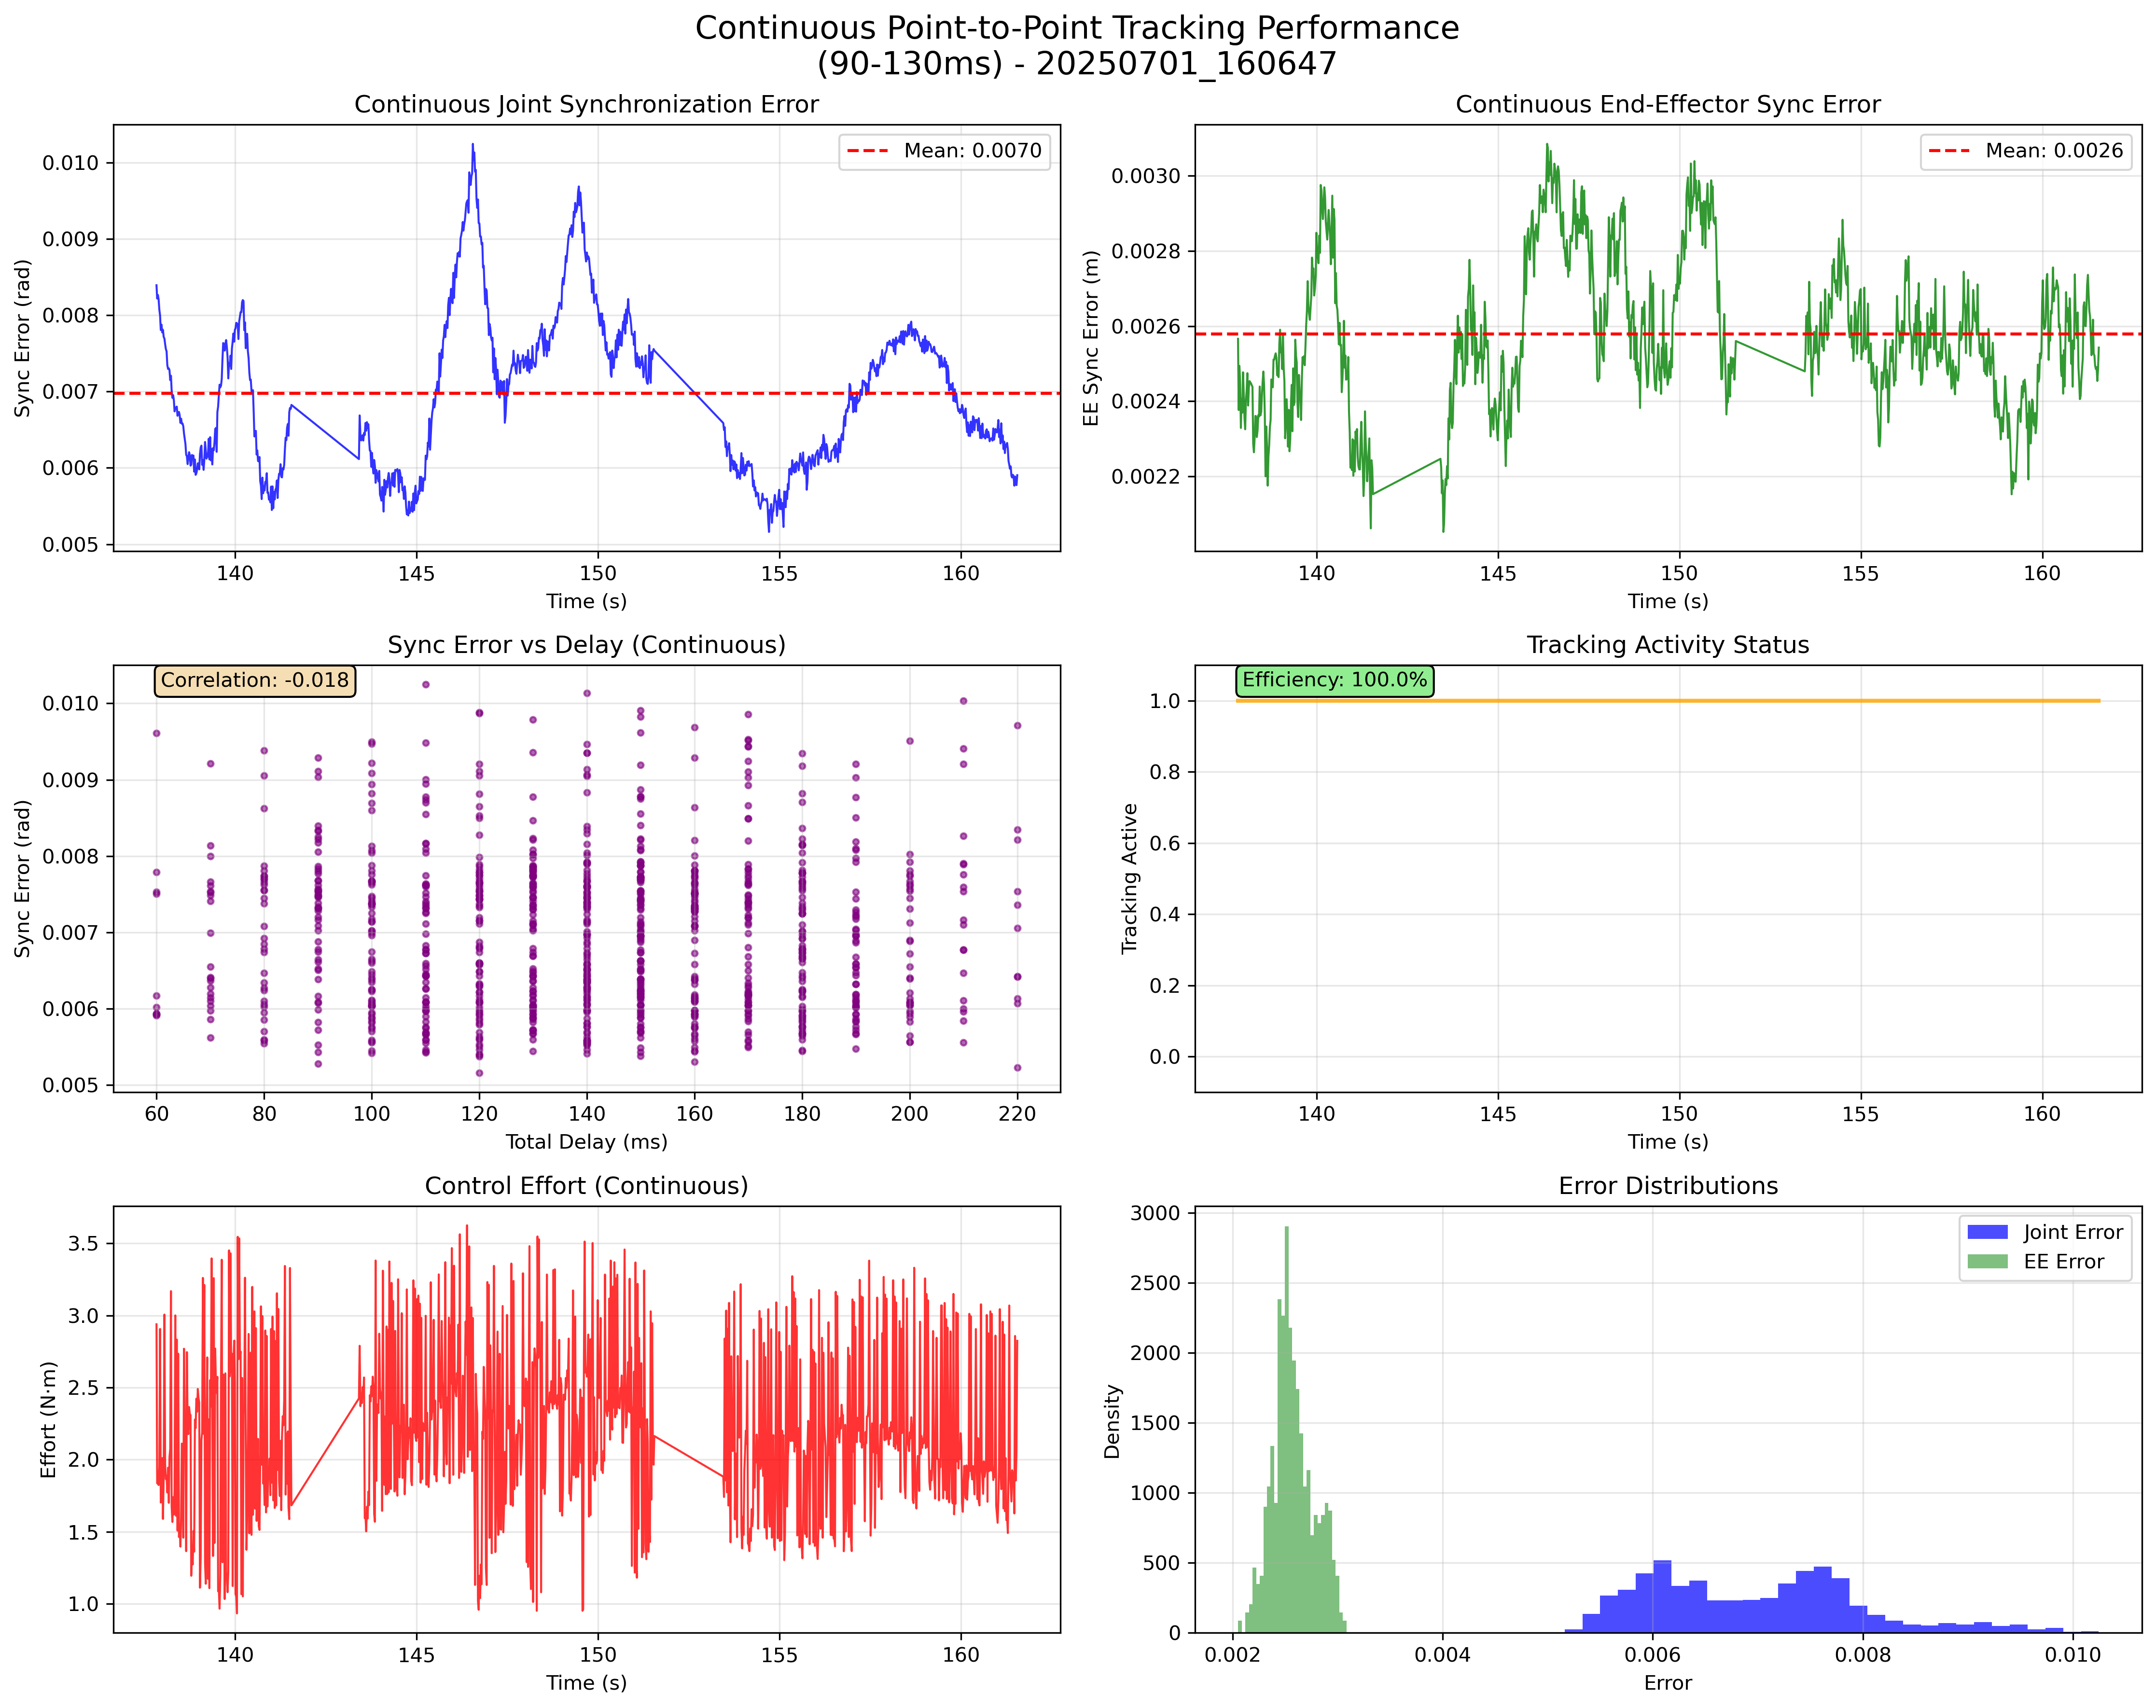 Continuous Point-to-Point Tracking Performance
(90-130ms) - 20250701_160647
Continuous Joint Synchronization Error
Sync Error (rad)
0.010
0.009
0.008
0.007
0.006
0.005
Mean: 0.0070
140 145 150 155 160
Time (s)
Continuous End-Effector Sync Error
EE Sync Error (m)
0.0030
0.0028
0.0026
0.0024
0.0022
Mean: 0.0026
140 145 150 155 160
Time (s)
Sync Error vs Delay (Continuous)
Correlation: -0.018
Sync Error (rad)
0.010
0.009
0.008
0.007
0.006
0.005
60 80 100 120 140 160 180 200 220
Total Delay (ms)
Tracking Activity Status
Efficiency: 100.0%
Tracking Active
1.0
0.8
0.6
0.4
0.2
0.0
140 145 150 155 160
Time (s)
Control Effort (Continuous)
Effort (N·m)
3.5
3.0
2.5
2.0
1.5
1.0
140 145 150 155 160
Time (s)
Error Distributions
Density
3000
2500
2000
1500
1000
500
0
Joint Error
EE Error
0.002 0.004 0.006 0.008 0.010
Error